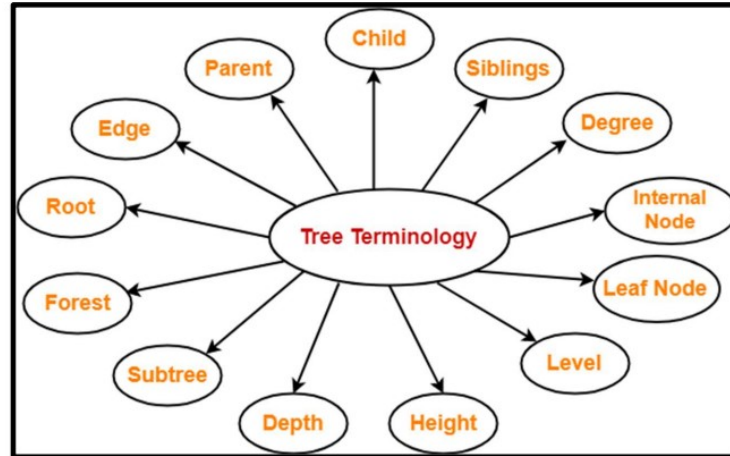 Child
Parent
Siblings
Edge
Degree
Root
Internal
Node
Tree Terminology
Forest
Leaf Node
Subtree
Level
Depth
Height